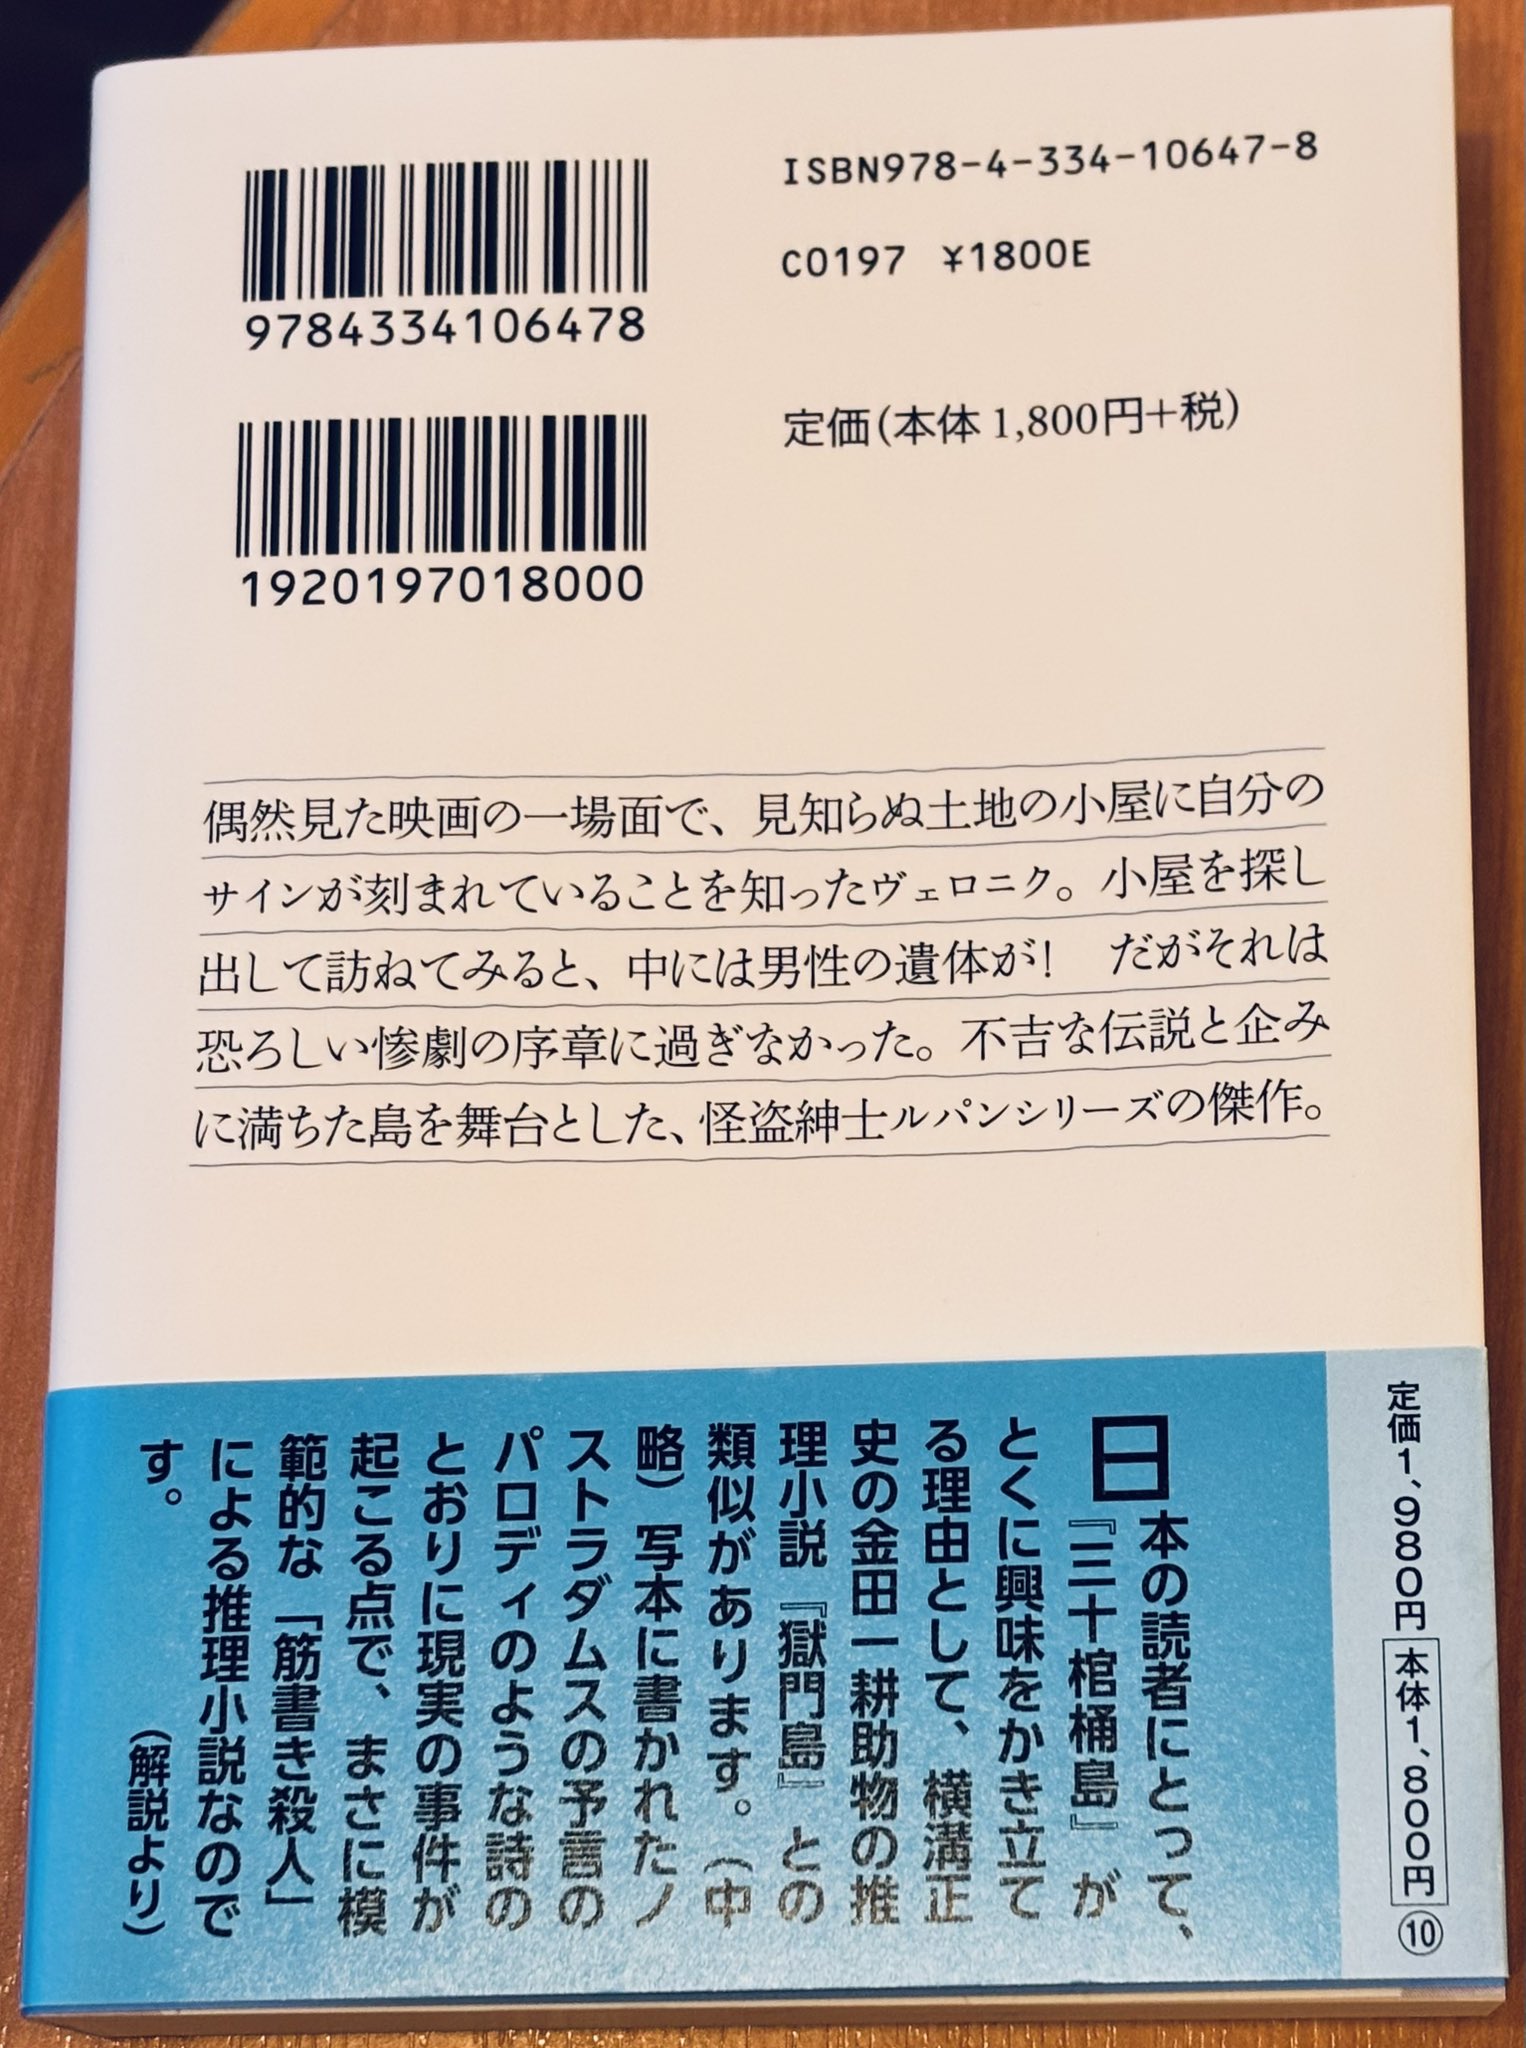 ISBN978-4-334-10647-8
C0197 ¥1800E
9784334106478
定価(本体 1,800円+税)
1920197018000
偶然見た映画の一場面で、見知らぬ土地の小屋に自分の
サインが刻まれていることを知ったヴェロニク。小屋を探し
出して訪ねてみると、中には男性の遺体が！　だがそれは
恐ろしい惨劇の序章に過ぎなかった。不吉な伝説と企み
に満ちた島を舞台とした、怪盗紳士ルパンシリーズの傑作。
定価1,980円 本体1,800円 ⑩
日本の読者にとって、
『三十棺桶島』が
とくに興味をかき立て
る理由として、横溝正
史の金田一耕助物の推
理小説『獄門島』との
類似があります。（中
略）写本に書かれたノ
ストラダムスの予言の
パロディのような詩の
とおりに現実の事件が
起こる点で、まさに模
範的な「筋書き殺人」
による推理小説なので
す。
（解説より）